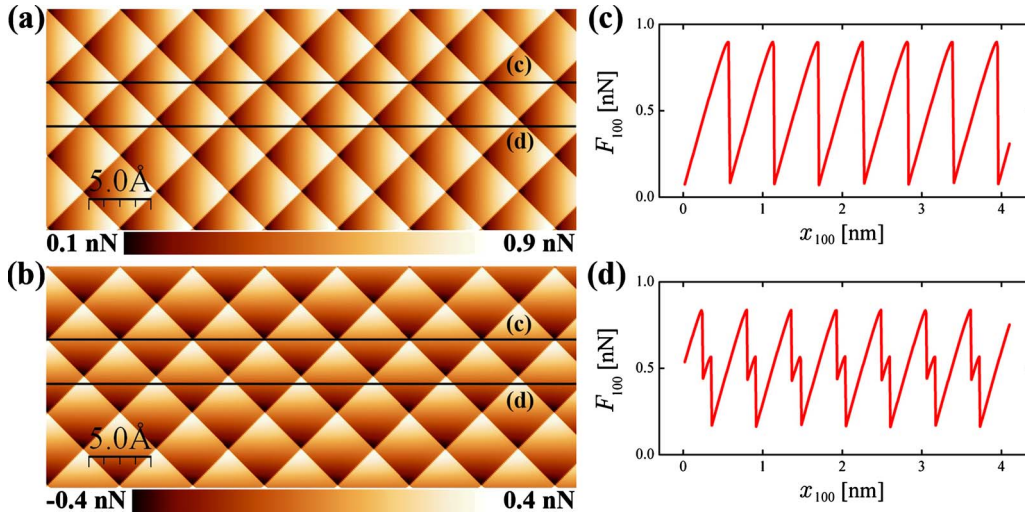 (a)
(c)
(d)
5.0Å
0.1 nN 0.9 nN
(b)
(c)
(d)
5.0Å
-0.4 nN 0.4 nN
(c)
1.0
0.5
0.0
F100 [nN]
0 1 2 3 4
x100 [nm]
(d)
1.0
0.5
0.0
F100 [nN]
0 1 2 3 4
x100 [nm]